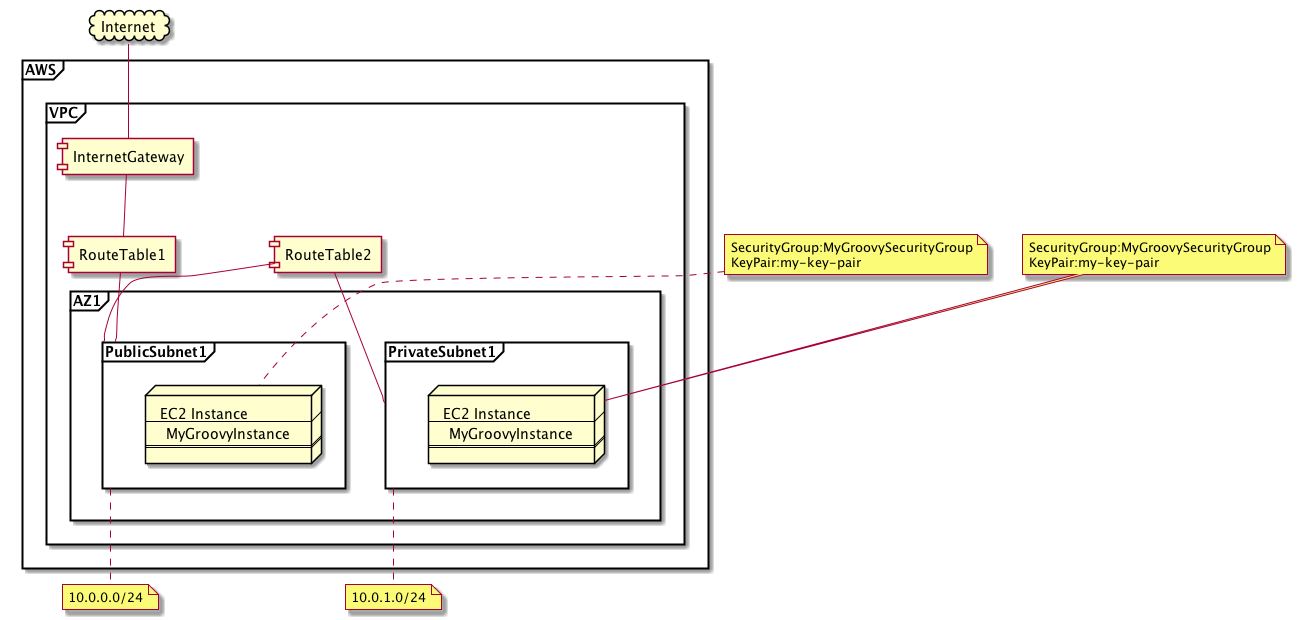 Internet
AWS
VPC
InternetGateway
RouteTable1
RouteTable2
SecurityGroup:MyGroovySecurityGroup
KeyPair:my-key-pair
SecurityGroup:MyGroovySecurityGroup
KeyPair:my-key-pair
AZ1
PublicSubnet1
EC2 Instance
MyGroovyInstance
PrivateSubnet1
EC2 Instance
MyGroovyInstance
10.0.0.0/24
10.0.1.0/24